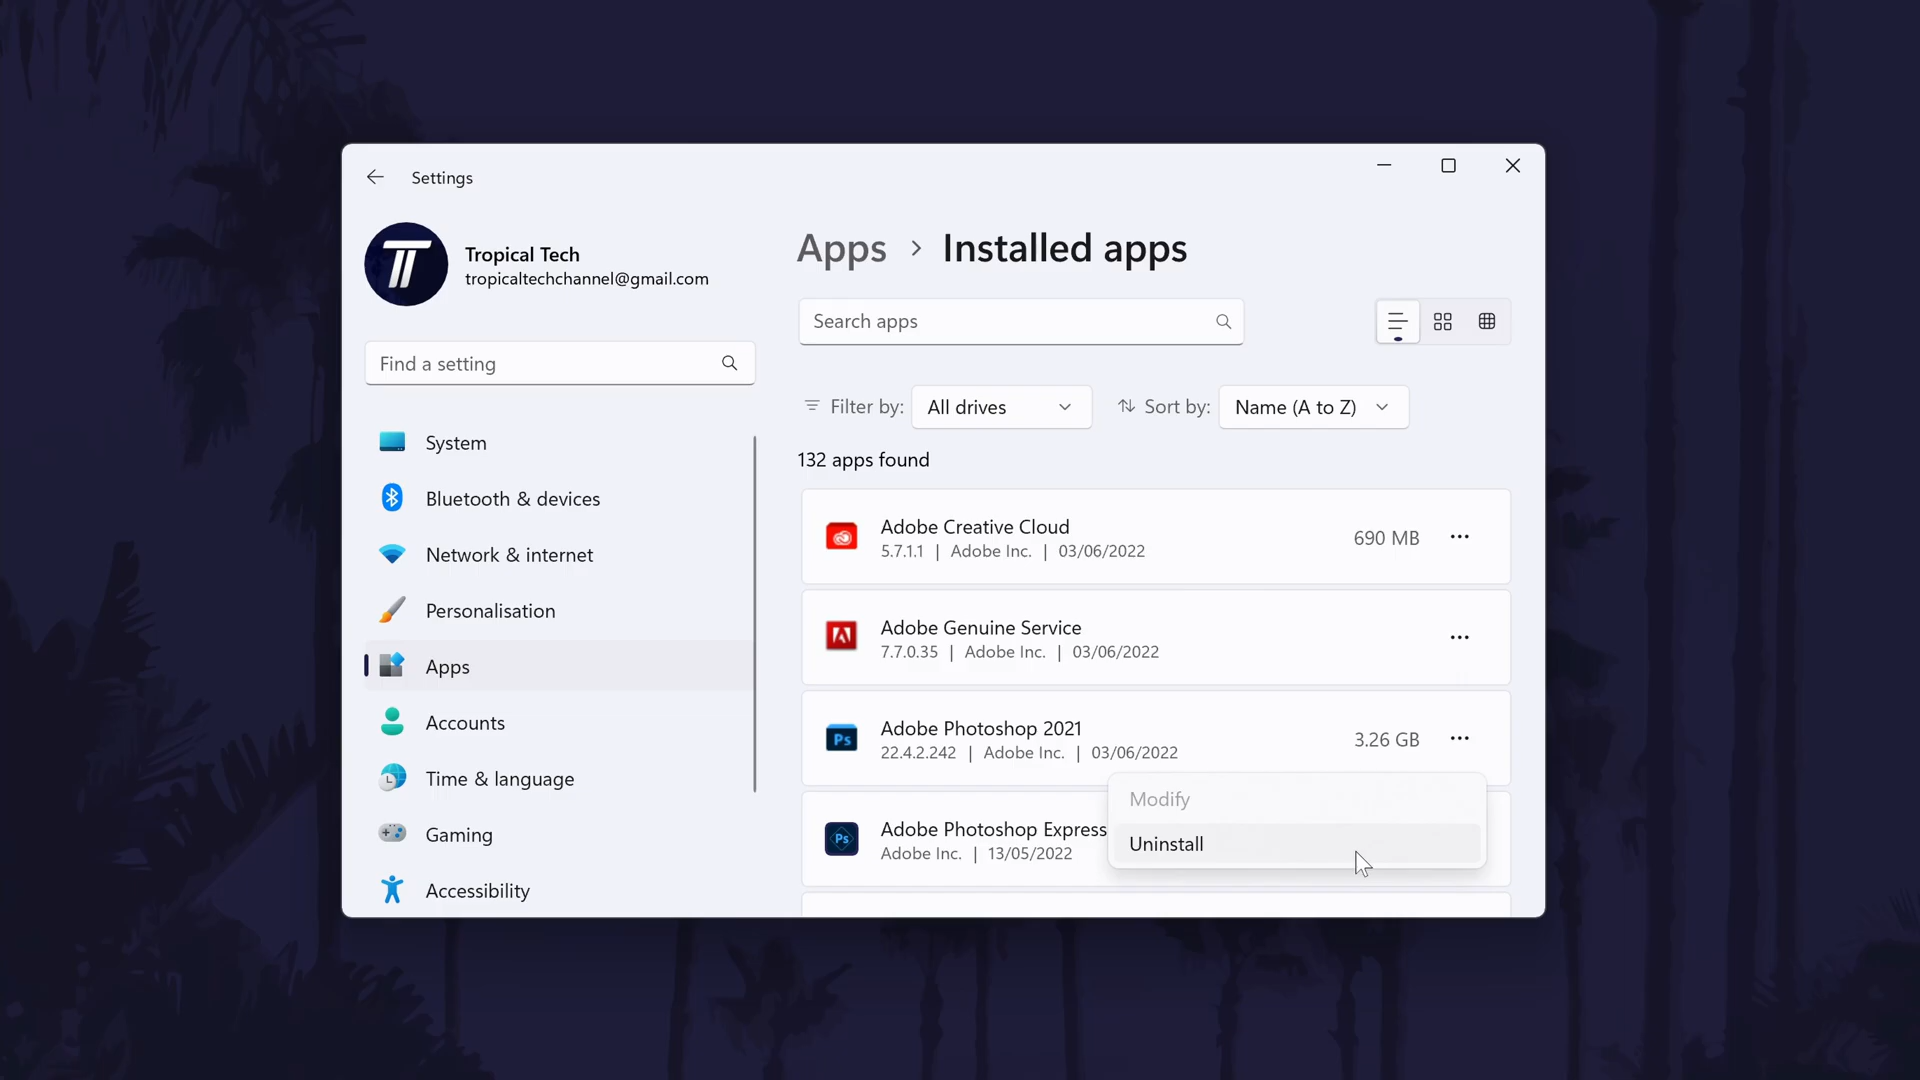 Settings
Tropical Tech
tropicaltechchannel@gmail.com
Find a setting
System
Bluetooth & devices
Network & internet
Personalisation
Apps
Accounts
Time & language
Gaming
Accessibility
Apps > Installed apps
Search apps
Filter by: All drives Sort by: Name (A to Z)
132 apps found
Adobe Creative Cloud
5.7.1.1 | Adobe Inc. | 03/06/2022
690 MB
Adobe Genuine Service
7.7.0.35 | Adobe Inc. | 03/06/2022
Ps
Adobe Photoshop 2021
22.4.2.242 | Adobe Inc. | 03/06/2022
3.26 GB
Modify
Uninstall
Ps
Adobe Photoshop Express
Adobe Inc. | 13/05/2022